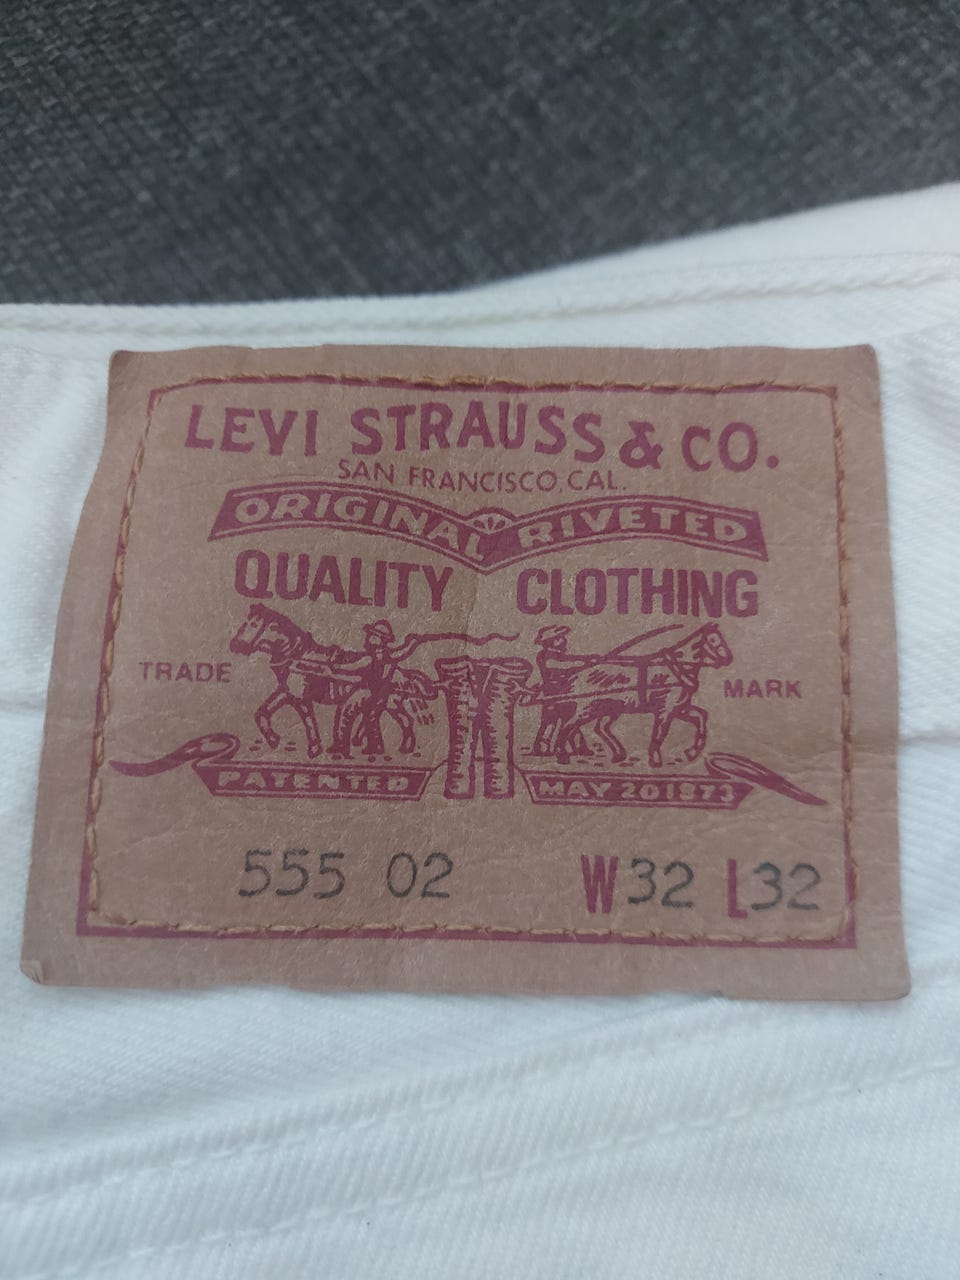 LEVI STRAUSS & CO.
SAN FRANCISCO, CAL.
ORIGINAL RIVETED
QUALITY CLOTHING
TRADE MARK
PATENTED MAY 20 1873
555 02 W32 L32